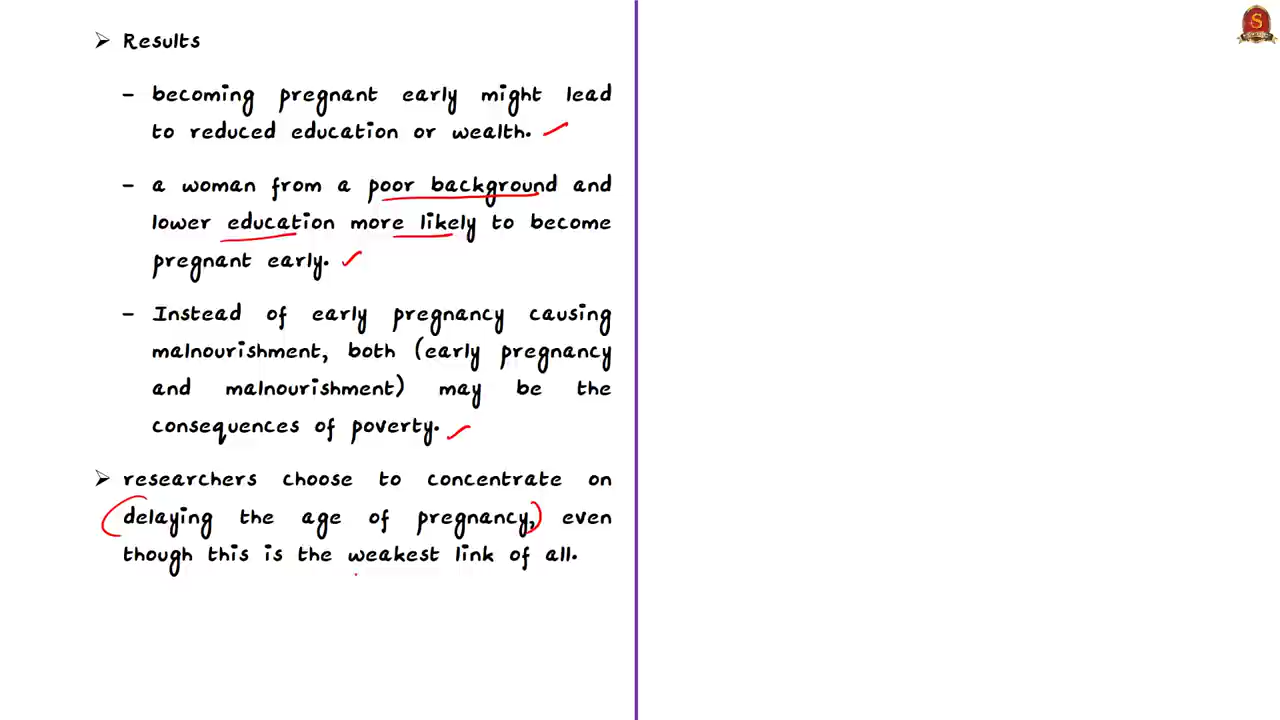 ➢ Results
- becoming pregnant early might lead
to reduced education or wealth.
- a woman from a poor background and
lower education more likely to become
pregnant early.
- Instead of early pregnancy causing
malnourishment, both (early pregnancy
and malnourishment) may be the
consequences of poverty.
➢ researchers choose to concentrate on
delaying the age of pregnancy, even
though this is the weakest link of all.
S